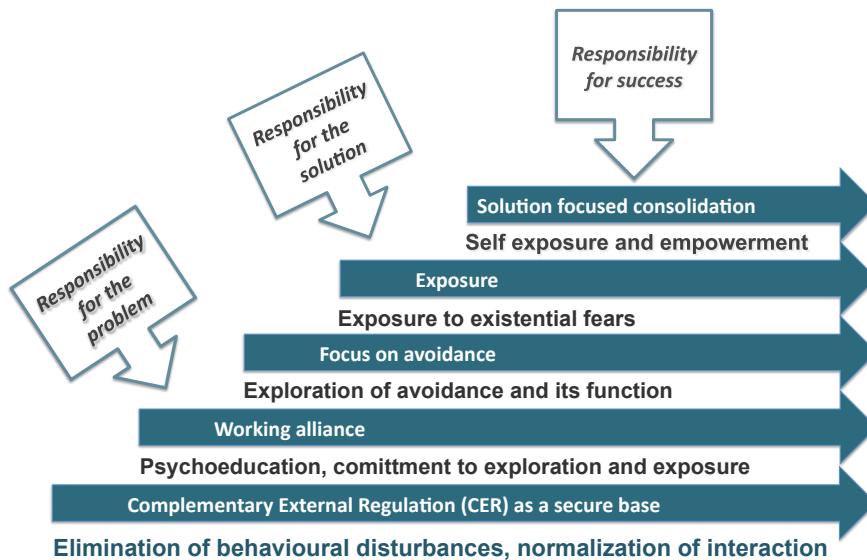 Responsibility
for success
Responsibility
for the
solution
Responsibility
for the
problem
Solution focused consolidation
Self exposure and empowerment
Exposure
Exposure to existential fears
Focus on avoidance
Exploration of avoidance and its function
Working alliance
Psychoeducation, comittment to exploration and exposure
Complementary External Regulation (CER) as a secure base
Elimination of behavioural disturbances, normalization of interaction